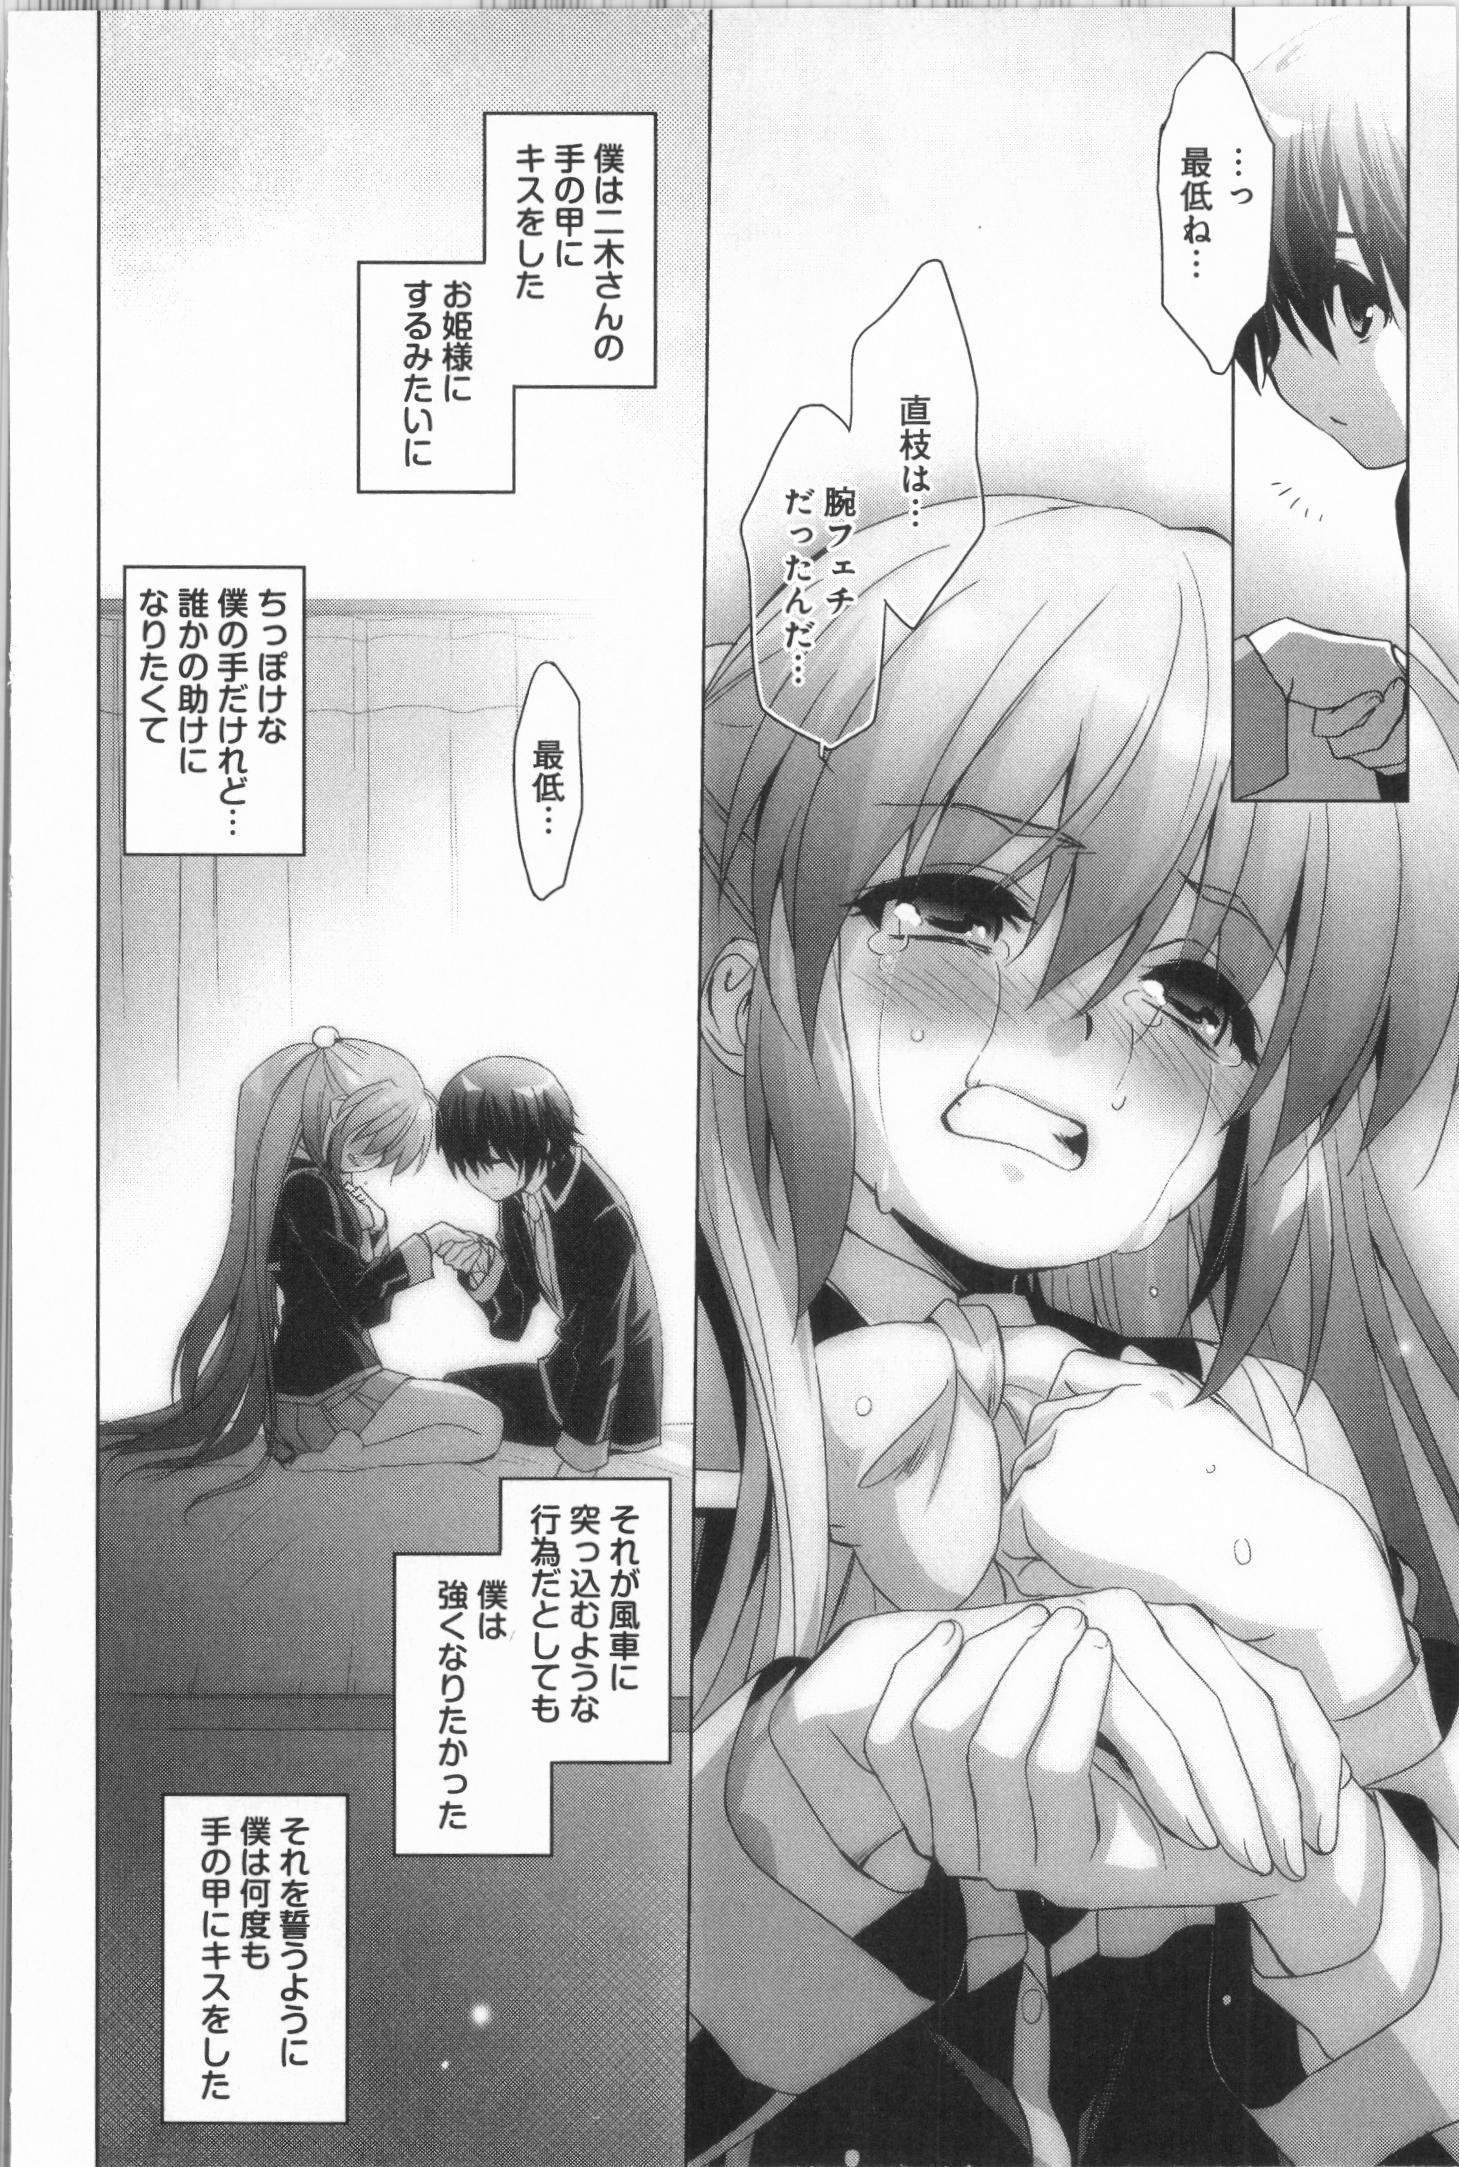 …っ
最低ね…
直枝は…
腕フェチ
だったんだ…
僕は二木さんの
手の甲に
キスをした
お姫様に
するみたいに
最低…
ちっぽけな
僕の手だけれど…
誰かの助けに
なりたくて
それが風車に
突っ込むような
行為だとしても
僕は
強くなりたかった
それを誓うように
僕は何度も
手の甲にキスをした